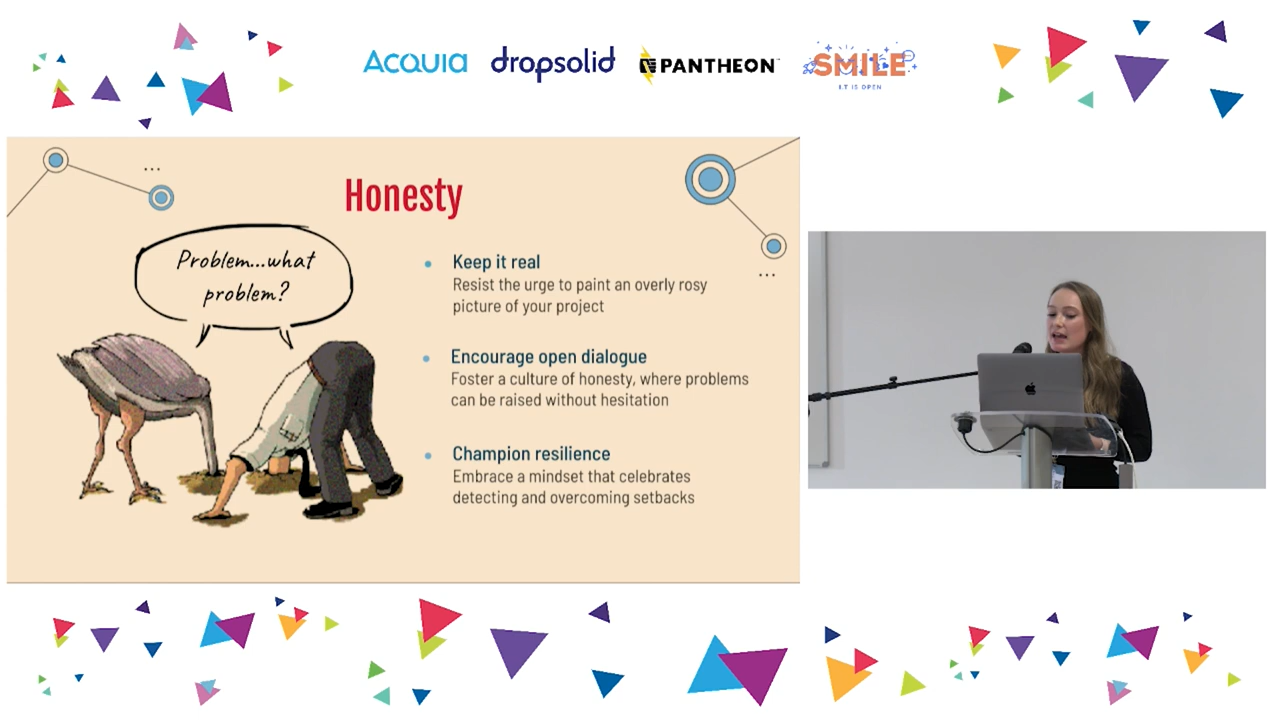 ACQUIA
dropsolid
PANTHEON
SMILE
I.T IS OPEN
Honesty
Problem...what
problem?
Keep it real
Resist the urge to paint an overly rosy
picture of your project
Encourage open dialogue
Foster a culture of honesty, where problems
can be raised without hesitation
Champion resilience
Embrace a mindset that celebrates
detecting and overcoming setbacks